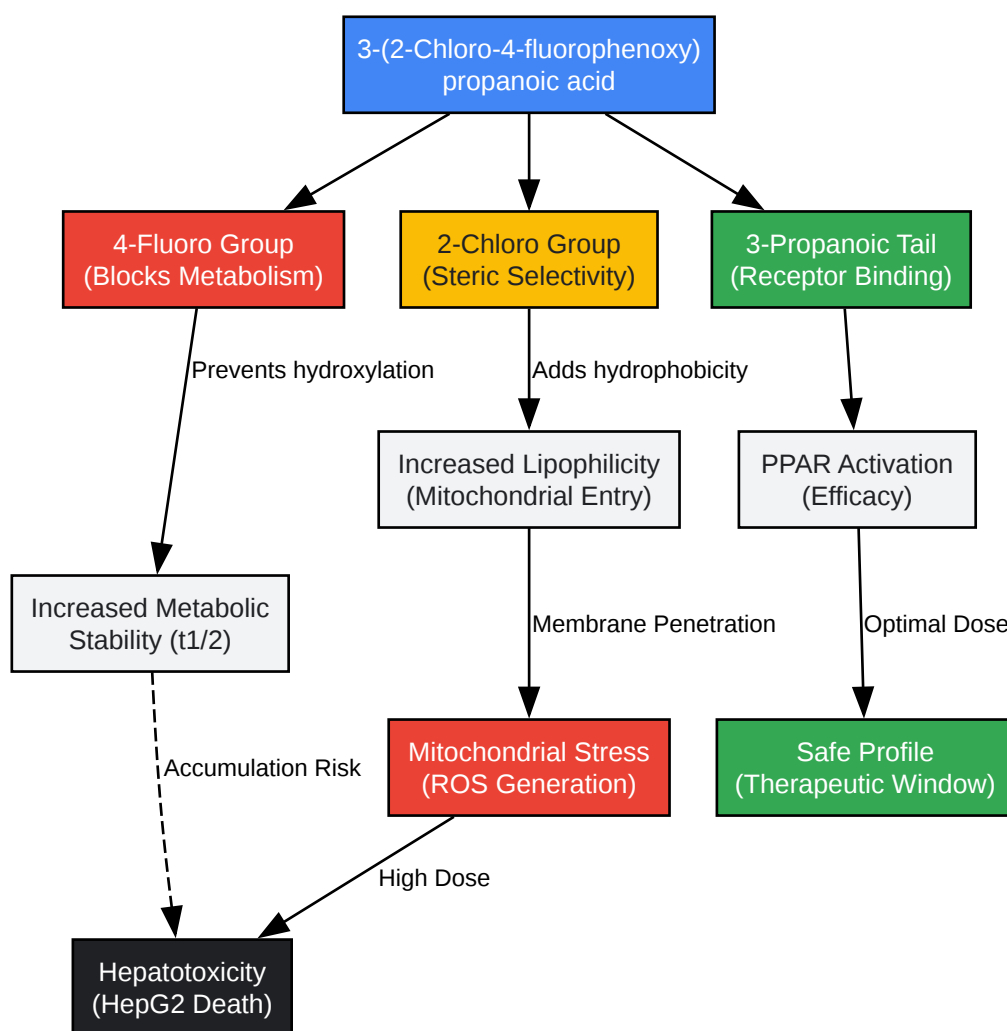 3-(2-Chloro-4-fluorophenoxy)
propanoic acid
4-Fluoro Group
(Blocks Metabolism)
2-Chloro Group
(Steric Selectivity)
3-Propanoic Tail
(Receptor Binding)
Prevents hydroxylation
Adds hydrophobicity
Increased Lipophilicity
(Mitochondrial Entry)
PPAR Activation
(Efficacy)
Increased Metabolic
Stability (t1/2)
Membrane Penetration
Optimal Dose
Accumulation Risk
Mitochondrial Stress
(ROS Generation)
Safe Profile
(Therapeutic Window)
High Dose
Hepatotoxicity
(HepG2 Death)